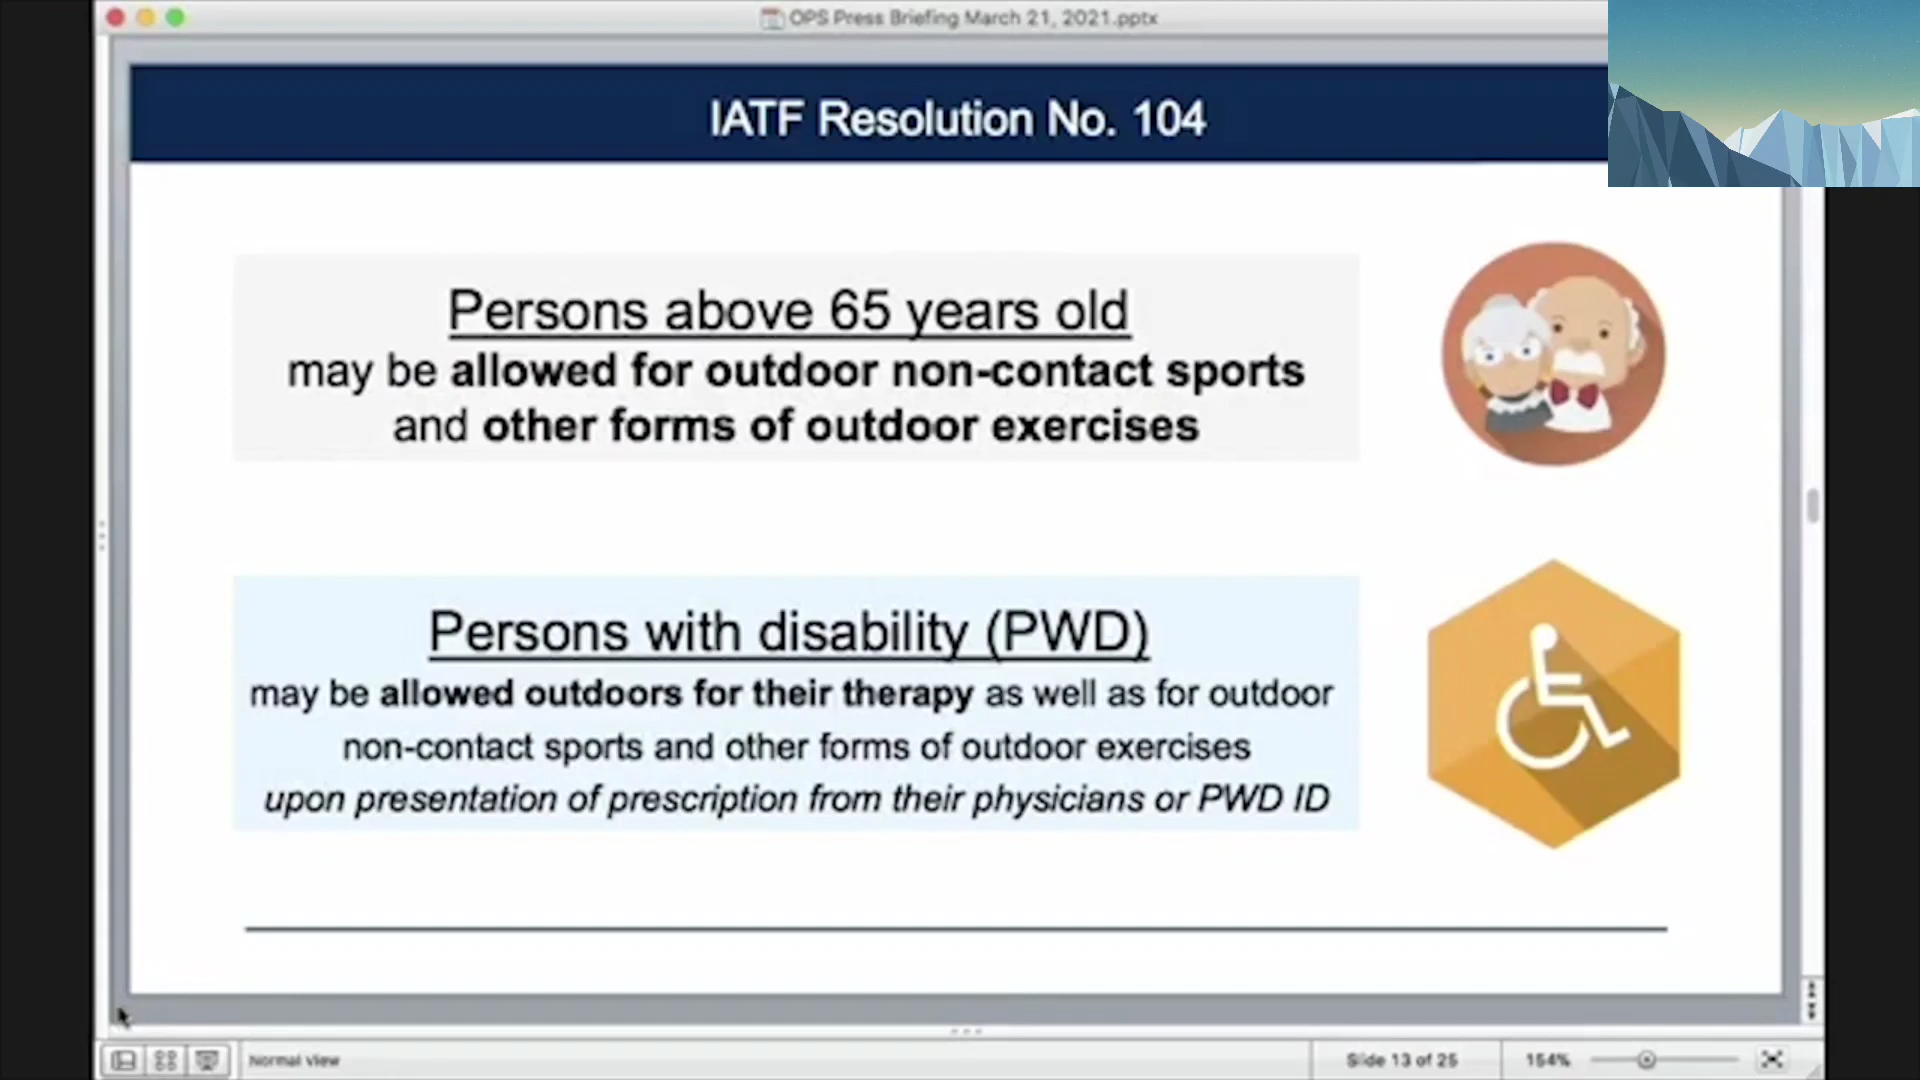 OPS Press Briefing March 21, 2021.pptx
IATF Resolution No. 104
Persons above 65 years old
may be allowed for outdoor non-contact sports
and other forms of outdoor exercises
Persons with disability (PWD)
may be allowed outdoors for their therapy as well as for outdoor
non-contact sports and other forms of outdoor exercises
upon presentation of prescription from their physicians or PWD ID
Normal View
Slide 13 of 25
154%